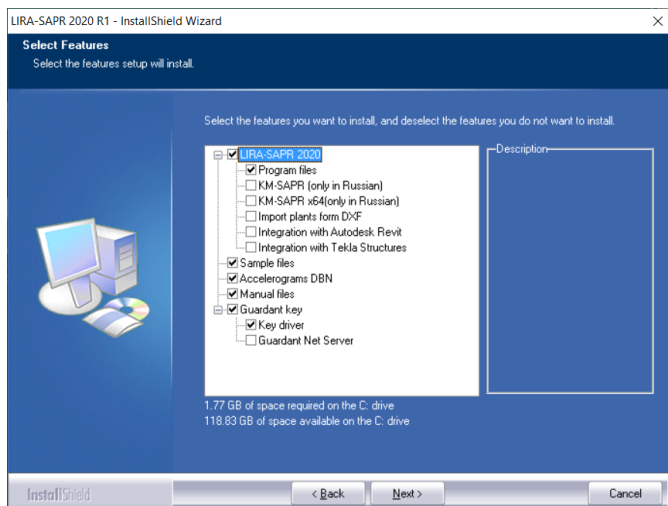 LIRA-SAPR 2020 R1 - InstallShield Wizard
Select Features
Select the features setup will install.
Select the features you want to install, and deselect the features you do not want to install.
LIRA-SAPR 2020
Program files
KM-SAPR (only in Russian)
KM-SAPR x64(only in Russian)
Import plants form DXF
Integration with Autodesk Revit
Integration with Tekla Structures
Sample files
Accelerograms DBN
Manual files
Guardant key
Key driver
Guardant Net Server
Description
1.77 GB of space required on the C: drive
118.83 GB of space available on the C: drive
InstallShield
< Back
Next >
Cancel